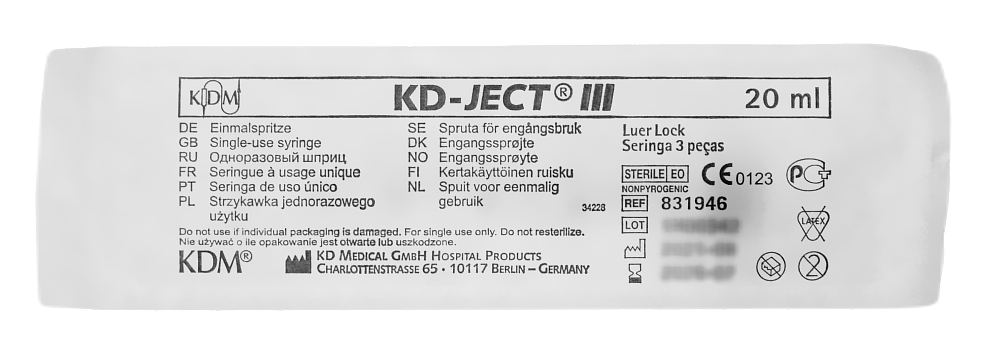 KDM KD-JECT® III 20 ml
DE Einmalspritze
GB Single-use syringe
RU Одноразовый шприц
FR Seringue à usage unique
PT Seringa de uso único
PL Strzykawka jednorazowego
użytku
SE Spruta för engångsbruk
DK Engangssprøjte
NO Engangssprøyte
FI Kertakäyttöinen ruisku
NL Spuit voor eenmalig
gebruik
34228
Luer Lock
Seringa 3 peças
STERILE EO CE 0123 PCT
NONPYROGENIC
REF 831946
LOT
LATEX
2
Do not use if individual packaging is damaged. For single use only. Do not resterilize.
Nie używać o ile opakowanie jest otwarte lub uszkodzone.
KDM® KD MEDICAL GMBH HOSPITAL PRODUCTS
CHARLOTTENSTRASSE 65 · 10117 BERLIN – GERMANY